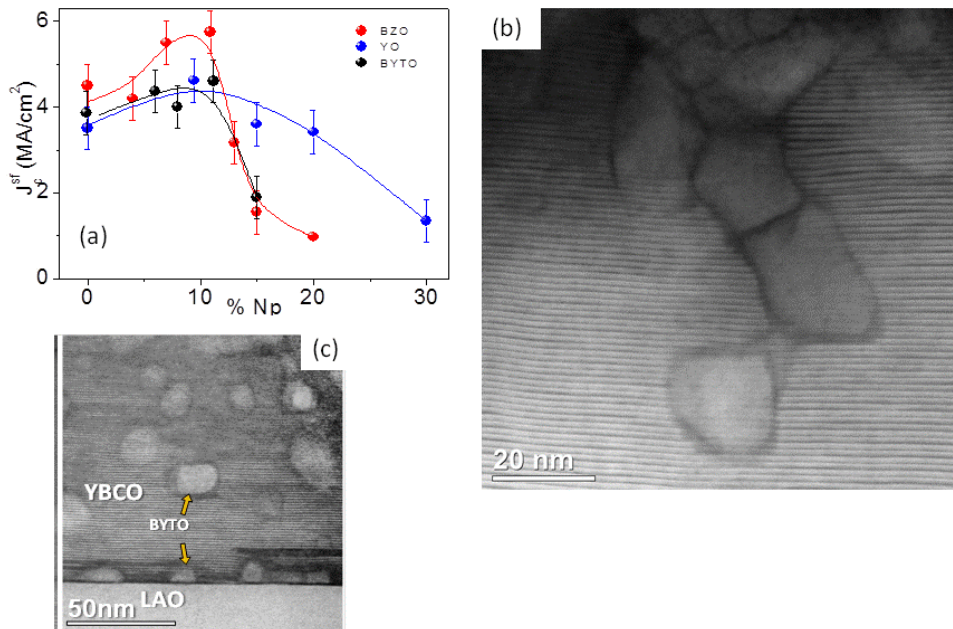 6
4
2
0
J_c^sf (MA/cm²)
BZO
YO
BYTO
(a)
0 10 20 30
% Np
(b)
20 nm
(c)
YBCO
BYTO
LAO
50nm